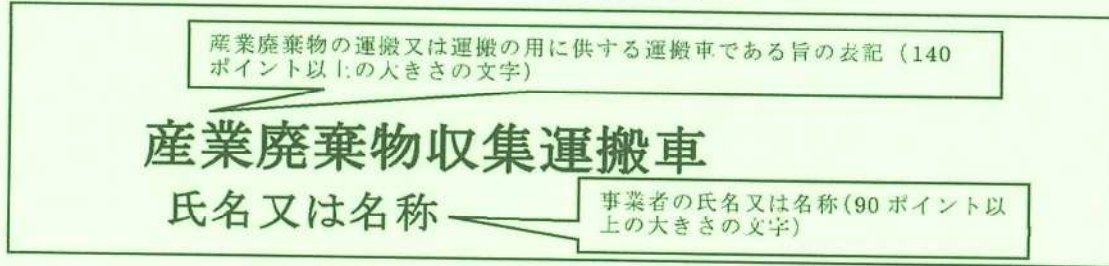 産業廃棄物の運搬又は運搬の用に供する運搬車である旨の表記（140
ポイント以上の大きさの文字）
産業廃棄物収集運搬車
氏名又は名称
事業者の氏名又は名称（90 ポイント以
上の大きさの文字）